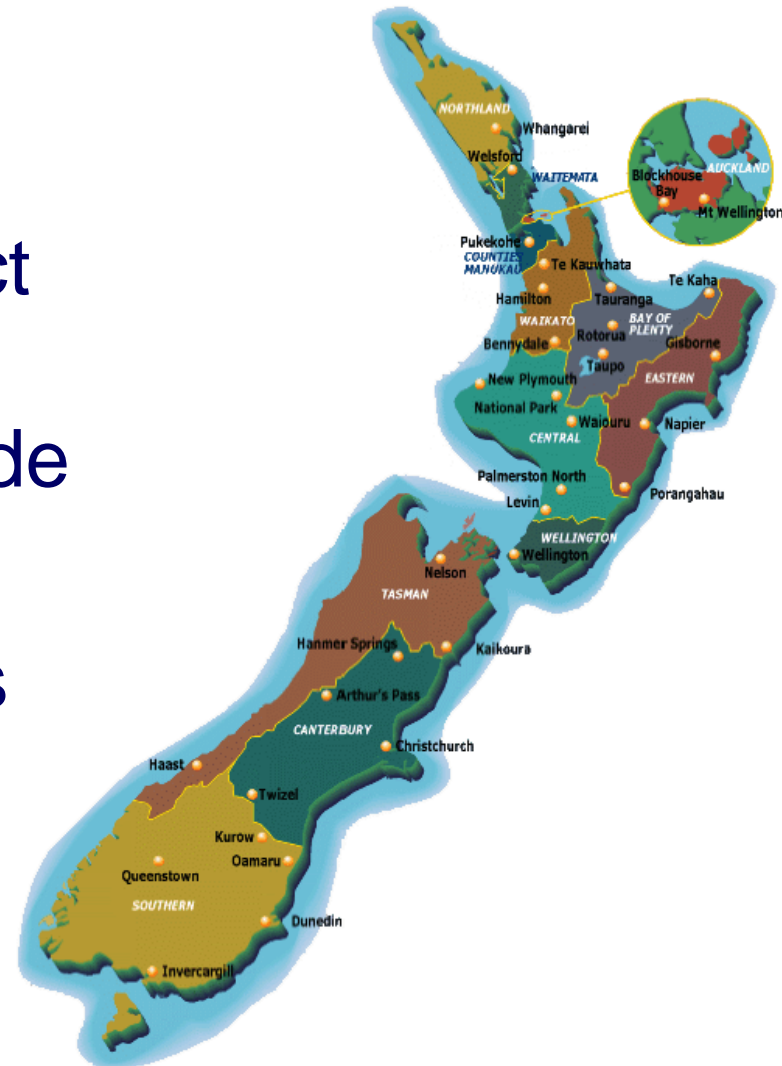 NORTHLAND
Whangarei
Welsford
WAITEMATA
AUCKLAND
Blockhouse
Bay
Mt Wellington
ct
Pukekohe
COUNTIES
MANUKAU
Te Kauwhata
Te Kaha
Hamilton
Tauranga
WAIKATO
BAY OF
PLENTY
Rotorua
Bennydale
Gisborne
Taupo
EASTERN
New Plymouth
National Park
Waiouru
Napier
CENTRAL
de
Palmerston North
Levin
Porangahau
WELLINGTON
Wellington
Nelson
TASMAN
Hanmer Springs
Kaikoura
s
Arthur's Pass
CANTERBURY
Christchurch
Haast
Twizel
Kurow
Oamaru
Queenstown
SOUTHERN
Dunedin
Invercargill